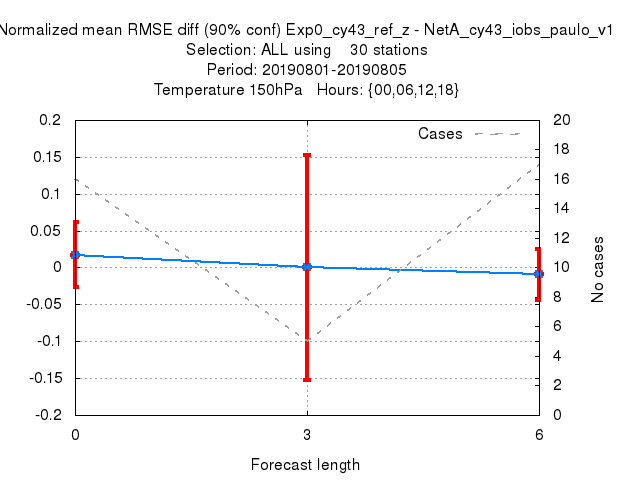 Normalized mean RMSE diff (90% conf) Exp0_cy43_ref_z - NetA_cy43_iobs_paulo_v1
Selection: ALL using 30 stations
Period: 20190801-20190805
Temperature 150hPa Hours: {00,06,12,18}
Cases
0.2
0.15
0.1
0.05
0
-0.05
-0.1
-0.15
-0.2
20
18
16
14
12
10
8
6
4
2
0
No cases
0 3 6
Forecast length